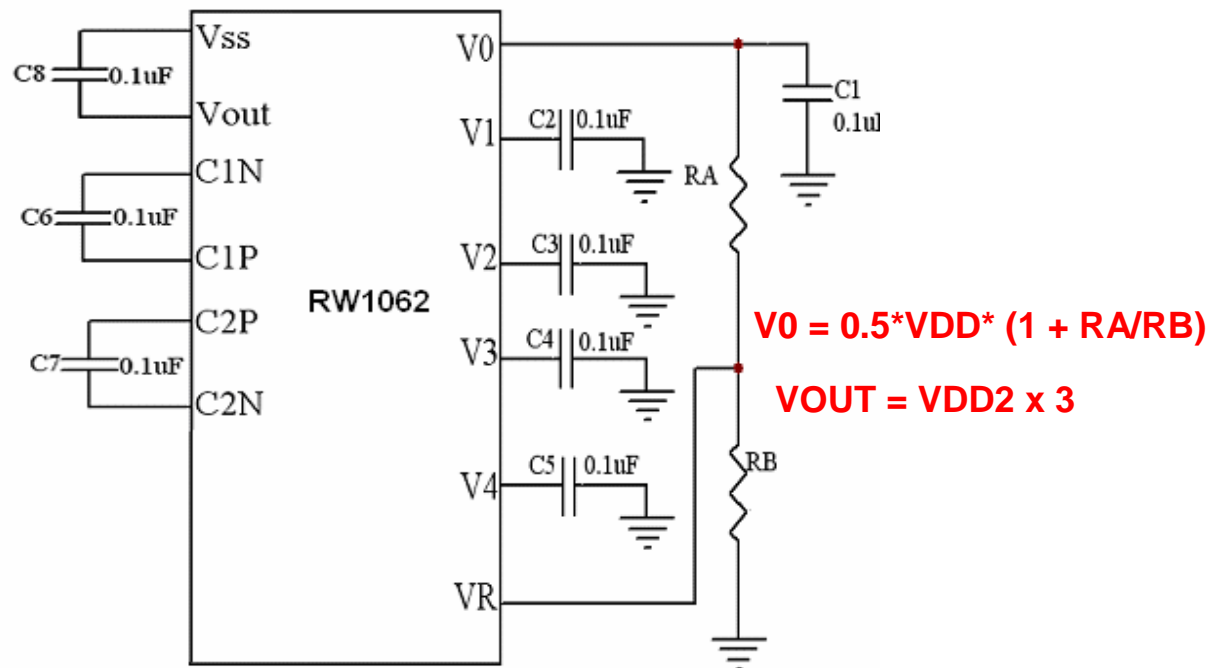 Vss
C8
0.1uF
Vout
C1N
C6
0.1uF
C1P
C2P
C7
0.1uF
C2N
RW1062
V0
V1
C2
0.1uF
V2
C3
0.1uF
V3
C4
0.1uF
V4
C5
0.1uF
VR
C1
RA
RB
V0 = 0.5*VDD* (1 + RA/RB)
VOUT = VDD2 x 3